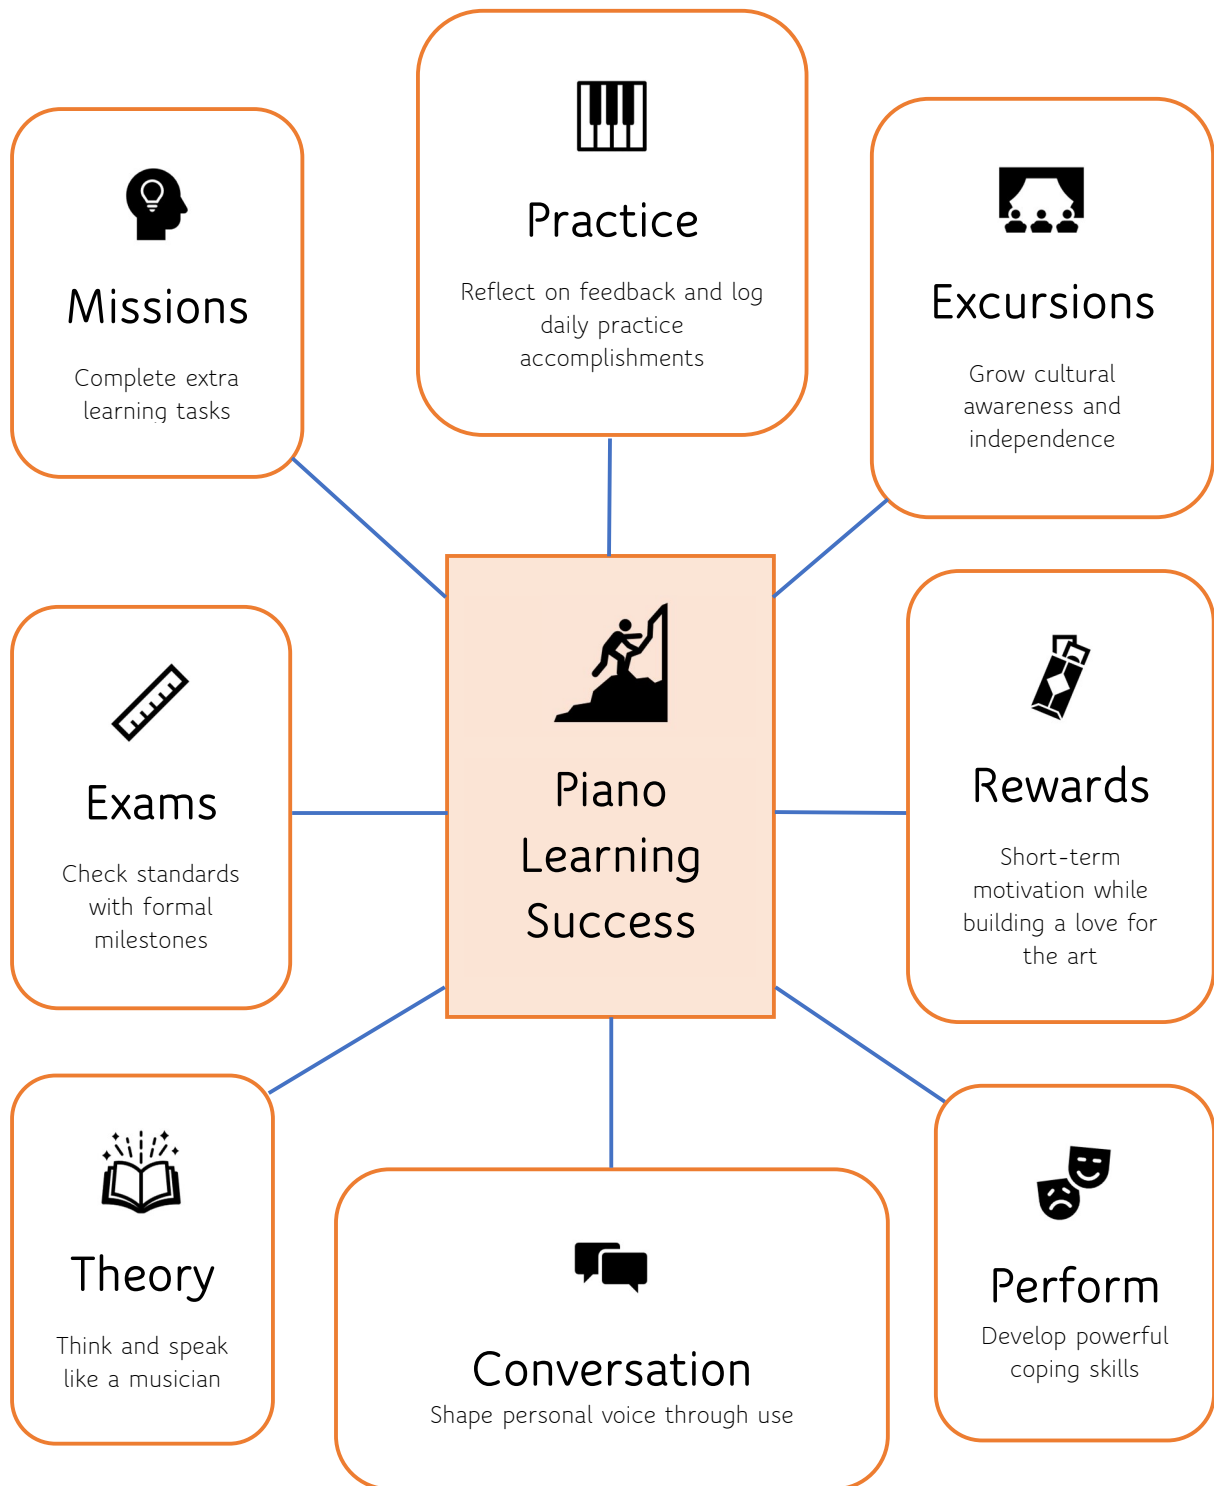 Practice
Reflect on feedback and log
daily practice
accomplishments
Missions
Complete extra
learning tasks
Excursions
Grow cultural
awareness and
independence
Piano
Learning
Success
Exams
Check standards
with formal
milestones
Rewards
Short-term
motivation while
building a love for
the art
Theory
Think and speak
like a musician
Conversation
Shape personal voice through use
Perform
Develop powerful
coping skills